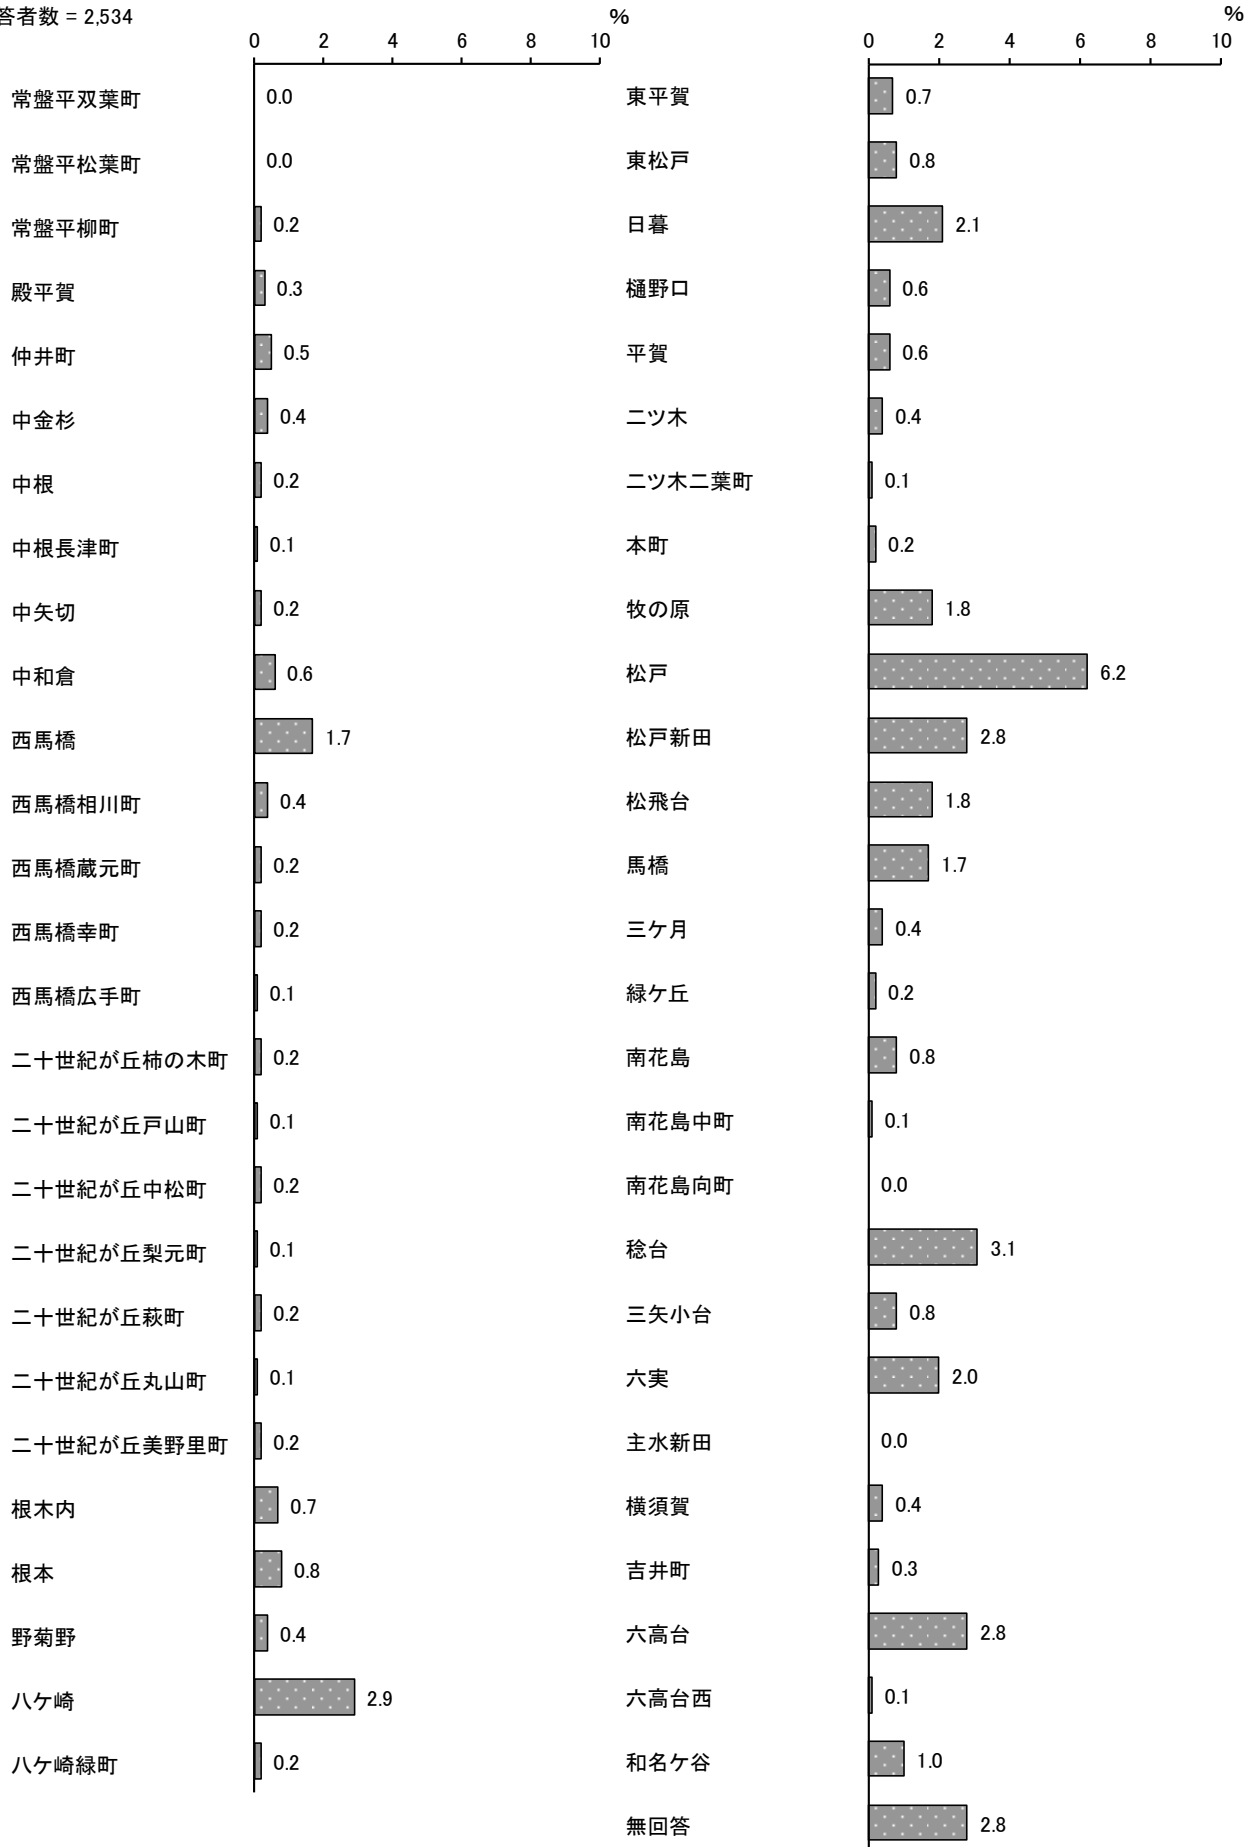 答者数 = 2,534
%
0 2 4 6 8 10
常盤平双葉町 0.0
常盤平松葉町 0.0
常盤平柳町 0.2
殿平賀 0.3
仲井町 0.5
中金杉 0.4
中根 0.2
中根長津町 0.1
中矢切 0.2
中和倉 0.6
西馬橋 1.7
西馬橋相川町 0.4
西馬橋蔵元町 0.2
西馬橋幸町 0.2
西馬橋広手町 0.1
二十世紀が丘柿の木町 0.2
二十世紀が丘戸山町 0.1
二十世紀が丘中松町 0.2
二十世紀が丘梨元町 0.1
二十世紀が丘萩町 0.2
二十世紀が丘丸山町 0.1
二十世紀が丘美野里町 0.2
根木内 0.7
根本 0.8
野菊野 0.4
八ケ崎 2.9
八ケ崎緑町 0.2
%
0 2 4 6 8 10
東平賀 0.7
東松戸 0.8
日暮 2.1
樋野口 0.6
平賀 0.6
二ツ木 0.4
二ツ木二葉町 0.1
本町 0.2
牧の原 1.8
松戸 6.2
松戸新田 2.8
松飛台 1.8
馬橋 1.7
三ケ月 0.4
緑ケ丘 0.2
南花島 0.8
南花島中町 0.1
南花島向町 0.0
稔台 3.1
三矢小台 0.8
六実 2.0
主水新田 0.0
横須賀 0.4
吉井町 0.3
六高台 2.8
六高台西 0.1
和名ケ谷 1.0
無回答 2.8